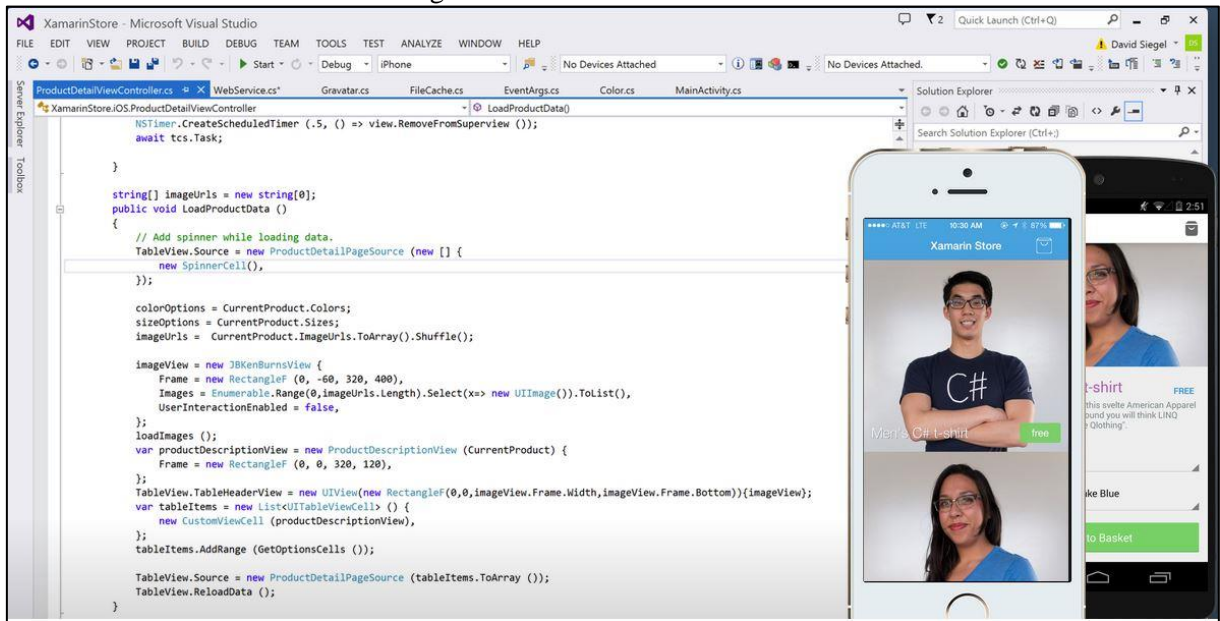 XamarinStore - Microsoft Visual Studio
2
Quick Launch (Ctrl+Q)
FILE EDIT VIEW PROJECT BUILD DEBUG TEAM TOOLS TEST ANALYZE WINDOW HELP
David Siegel
DS
Start
Debug
iPhone
No Devices Attached
No Devices Attached.
Server Explorer
Toolbox
ProductDetailViewController.cs
WebService.cs*
Gravatar.cs
FileCache.cs
EventArgs.cs
Color.cs
MainActivity.cs
XamarinStore.iOS.ProductDetailViewController
LoadProductData()
NSTimer.CreateScheduledTimer (.5, () => view.RemoveFromSuperview ());
await tcs.Task;
}
string[] imageUrls = new string[0];
public void LoadProductData ()
{
// Add spinner while loading data.
TableView.Source = new ProductDetailPageSource (new [] {
new SpinnerCell(),
});
colorOptions = CurrentProduct.Colors;
sizeOptions = CurrentProduct.Sizes;
imageUrls = CurrentProduct.ImageUrls.ToArray().Shuffle();
imageView = new JBKenBurnsView {
Frame = new RectangleF (0, -60, 320, 400),
Images = Enumerable.Range(0,imageUrls.Length).Select(x=> new UIImage()).ToList(),
UserInteractionEnabled = false,
};
loadImages ();
var productDescriptionView = new ProductDescriptionView (CurrentProduct) {
Frame = new RectangleF (0, 0, 320, 120),
};
TableView.TableHeaderView = new UIView(new RectangleF(0,0,imageView.Frame.Width,imageView.Frame.Bottom)){imageView};
var tableItems = new List<UITableViewCell> () {
new CustomViewCell (productDescriptionView),
};
tableItems.AddRange (GetOptionsCells ());
TableView.Source = new ProductDetailPageSource (tableItems.ToArray ());
TableView.ReloadData ();
}
Solution Explorer
Search Solution Explorer (Ctrl+;)
AT&T LTE 10:30 AM 87%
Xamarin Store
C#
Men's C# t-shirt
free
2:51
t-shirt
FREE
this svelte American Apparel
ound you will think LINQ
Qlothing".
ke Blue
to Basket